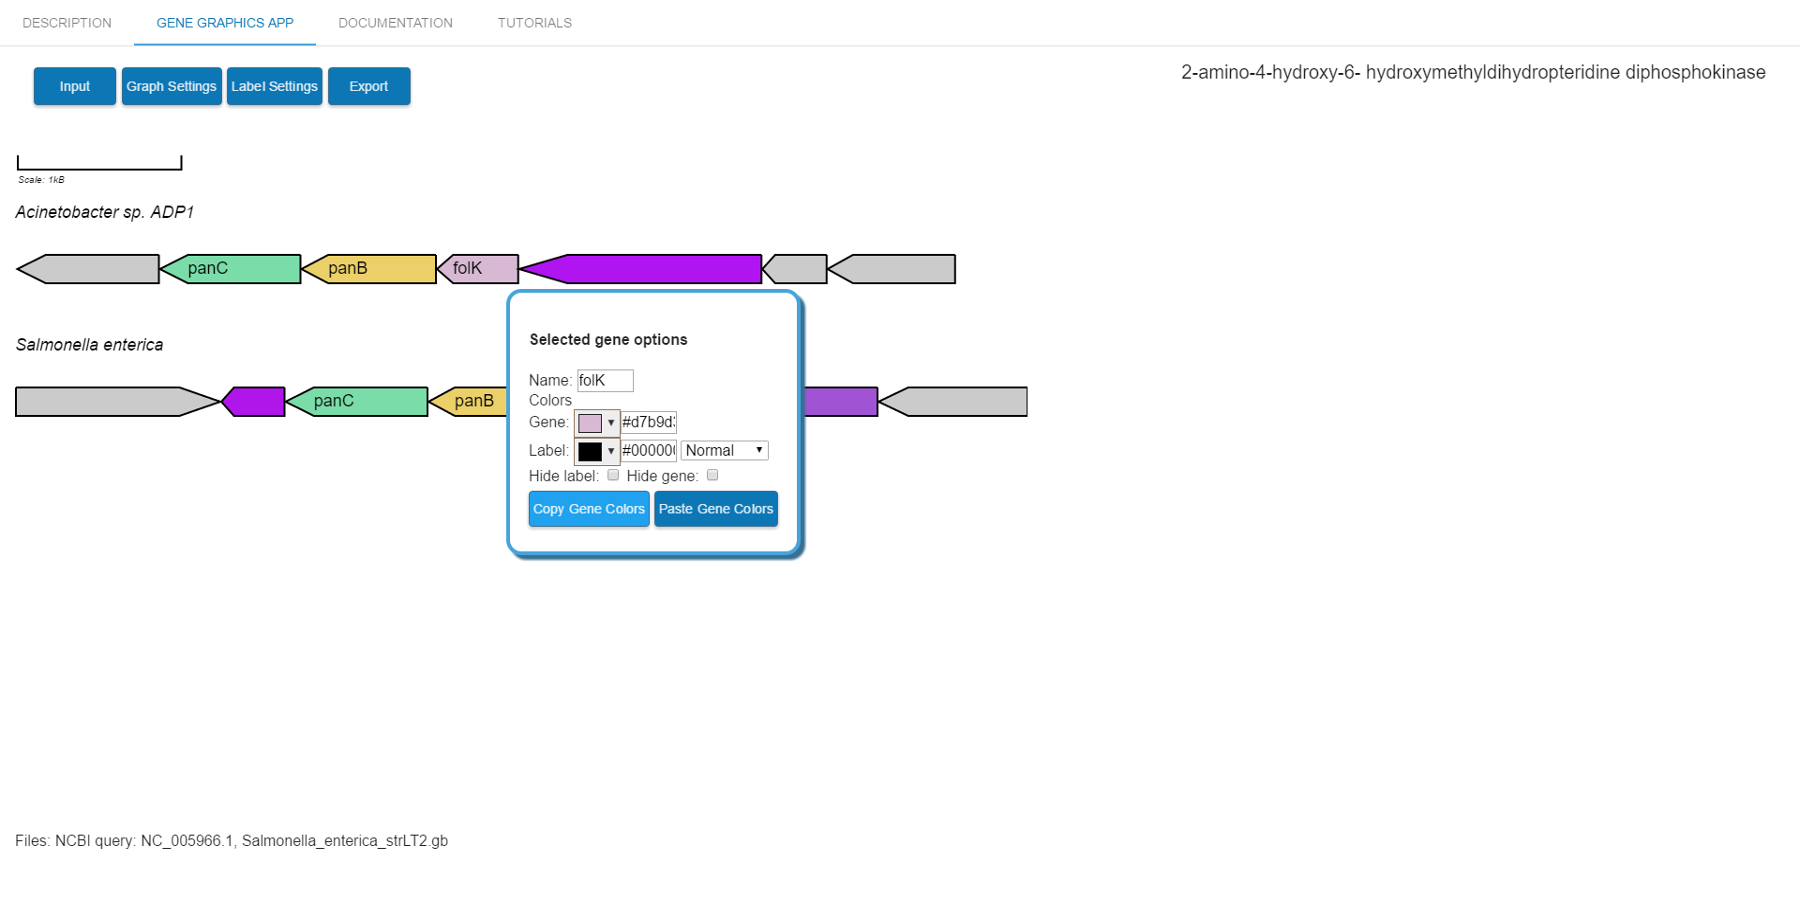 DESCRIPTION GENE GRAPHICS APP DOCUMENTATION TUTORIALS
Input Graph Settings Label Settings Export
2-amino-4-hydroxy-6- hydroxymethyldihydropteridine diphosphokinase
Scale: 1kB
Acinetobacter sp. ADP1
panC panB folK
Salmonella enterica
panC panB
Selected gene options
Name: folK
Colors
Gene: #d7b9d
Label: #00000 Normal
Hide label: Hide gene:
Copy Gene Colors Paste Gene Colors
Files: NCBI query: NC_005966.1, Salmonella_enterica_strLT2.gb